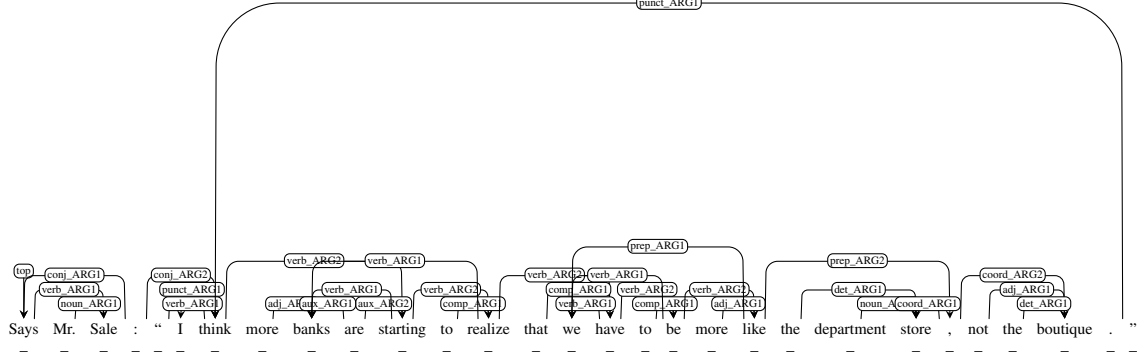 punct_ARG1
prep_ARG1
verb_ARG2 verb_ARG1 prep_ARG2
top conj_ARG1 conj_ARG2 verb_ARG2 verb_ARG1 coord_ARG2
verb_ARG1 punct_ARG1 verb_ARG1 verb_ARG2 comp_ARG1 verb_ARG2 verb_ARG2 det_ARG1 adj_ARG1
noun_ARG1 verb_ARG1 aux_ARG1 aux_ARG2 comp_ARG1 verb_ARG1 comp_ARG1 adj_ARG1 coord_ARG1 det_ARG1
Says Mr. Sale : “ I think more banks are starting to realize that we have to be more like the department store , not the boutique . ”
_ _ _ _ _ _ _ _ _ _ _ _ _ _ _ _ _ _ _ _ _ _ _ _ _ _ _ _ _